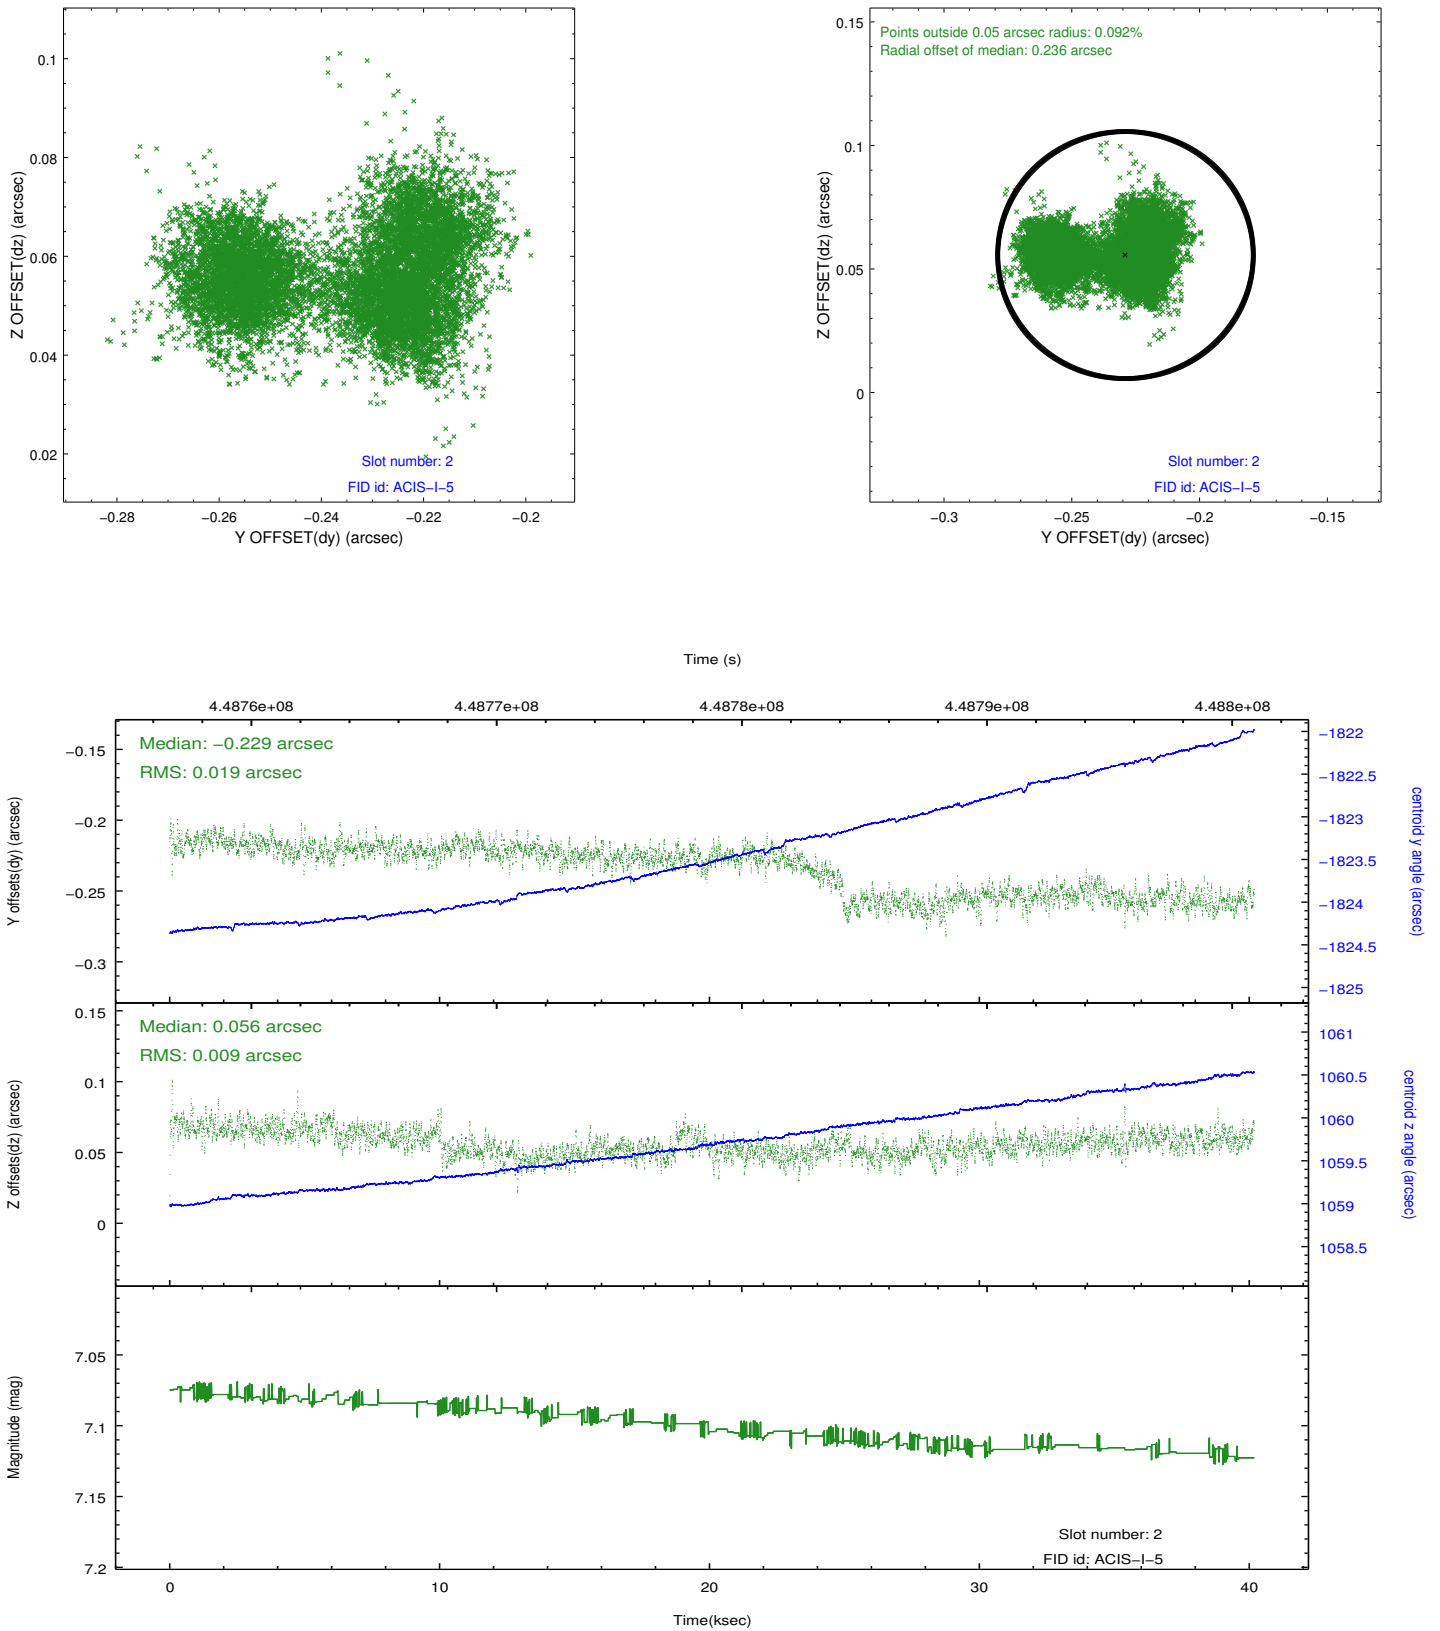 0.1
0.08
0.06
0.04
0.02
Z OFFSET(dz) (arcsec)
Slot number: 2
FID id: ACIS−I−5
−0.28 −0.26 −0.24 −0.22 −0.2
Y OFFSET(dy) (arcsec)
0.15
0.1
0.05
0
Z OFFSET(dz) (arcsec)
Points outside 0.05 arcsec radius: 0.092%
Radial offset of median: 0.236 arcsec
Slot number: 2
FID id: ACIS−I−5
−0.3 −0.25 −0.2 −0.15
Y OFFSET(dy) (arcsec)
Time (s)
4.4876e+08 4.4877e+08 4.4878e+08 4.4879e+08 4.488e+08
Median: −0.229 arcsec
RMS: 0.019 arcsec
−0.15
−0.2
−0.25
−0.3
Y offsets(dy) (arcsec)
−1822
−1822.5
−1823
−1823.5
−1824
−1824.5
−1825
centroid y angle (arcsec)
Median: 0.056 arcsec
RMS: 0.009 arcsec
0.15
0.1
0.05
0
Z offsets(dz) (arcsec)
1061
1060.5
1060
1059.5
1059
1058.5
centroid z angle (arcsec)
7.05
7.1
7.15
7.2
Magnitude (mag)
Slot number: 2
FID id: ACIS−I−5
0 10 20 30 40
Time(ksec)